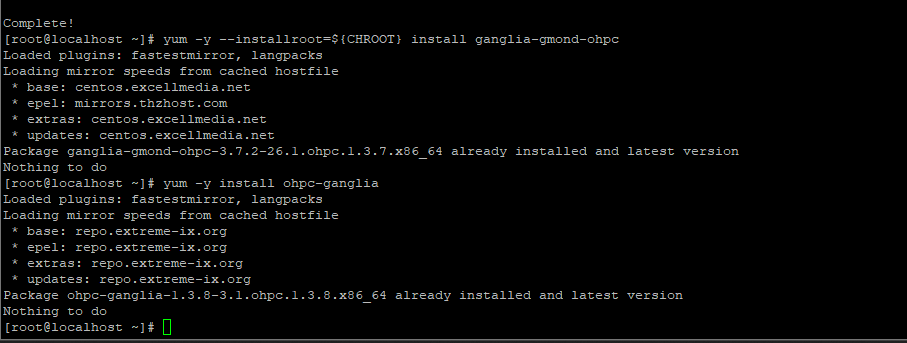 Complete!
[root@localhost ~]# yum -y --installroot=${CHROOT} install ganglia-gmond-ohpc
Loaded plugins: fastestmirror, langpacks
Loading mirror speeds from cached hostfile
 * base: centos.excellmedia.net
 * epel: mirrors.thzhost.com
 * extras: centos.excellmedia.net
 * updates: centos.excellmedia.net
Package ganglia-gmond-ohpc-3.7.2-26.1.ohpc.1.3.7.x86_64 already installed and latest version
Nothing to do
[root@localhost ~]# yum -y install ohpc-ganglia
Loaded plugins: fastestmirror, langpacks
Loading mirror speeds from cached hostfile
 * base: repo.extreme-ix.org
 * epel: repo.extreme-ix.org
 * extras: repo.extreme-ix.org
 * updates: repo.extreme-ix.org
Package ohpc-ganglia-1.3.8-3.1.ohpc.1.3.8.x86_64 already installed and latest version
Nothing to do
[root@localhost ~]#